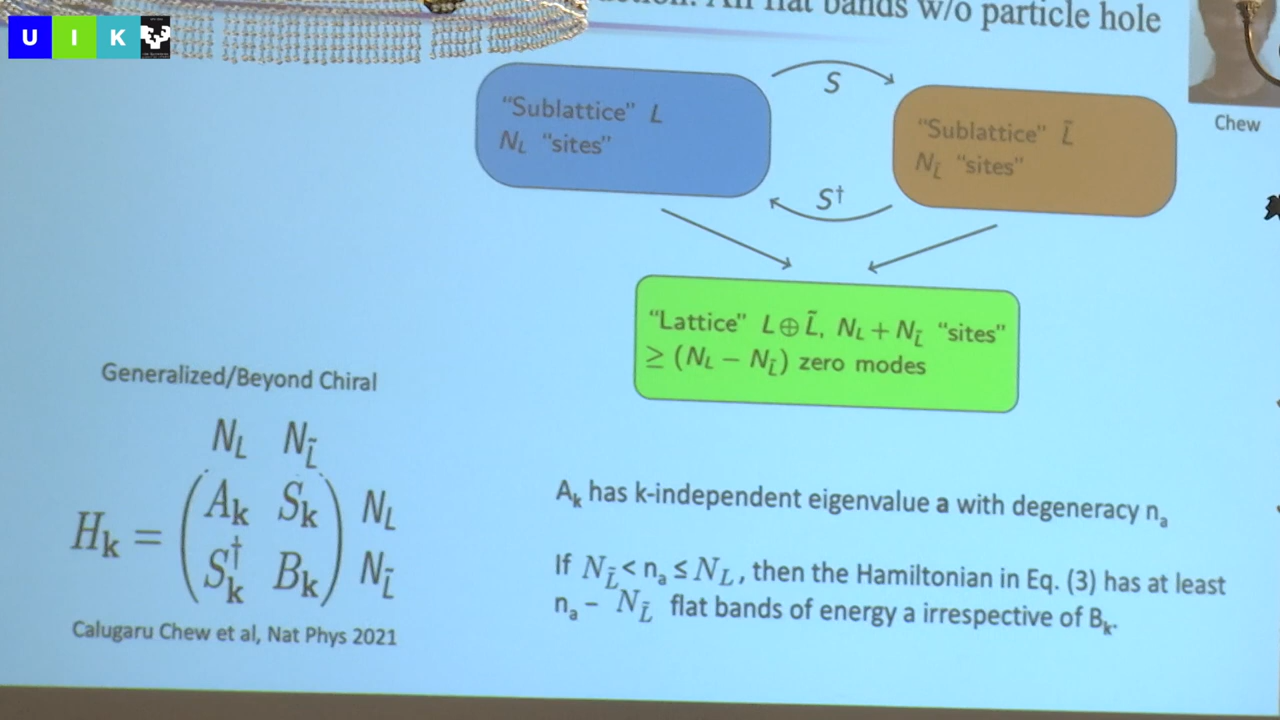 U I K
flat bands w/o particle hole
"Sublattice" L
N_L "sites"
S
"Sublattice" L̃
N_L̃ "sites"
Chew
S†
"Lattice" L⊕L̃, N_L + N_L̃ "sites"
≥ (N_L − N_L̃) zero modes
Generalized/Beyond Chiral
N_L N_L̃
A_k S_k N_L
H_k =
S_k† B_k N_L̃
Calugaru Chew et al, Nat Phys 2021
A_k has k-independent eigenvalue a with degeneracy n_a
If N_L̃ < n_a ≤ N_L, then the Hamiltonian in Eq. (3) has at least
n_a − N_L̃ flat bands of energy a irrespective of B_k.